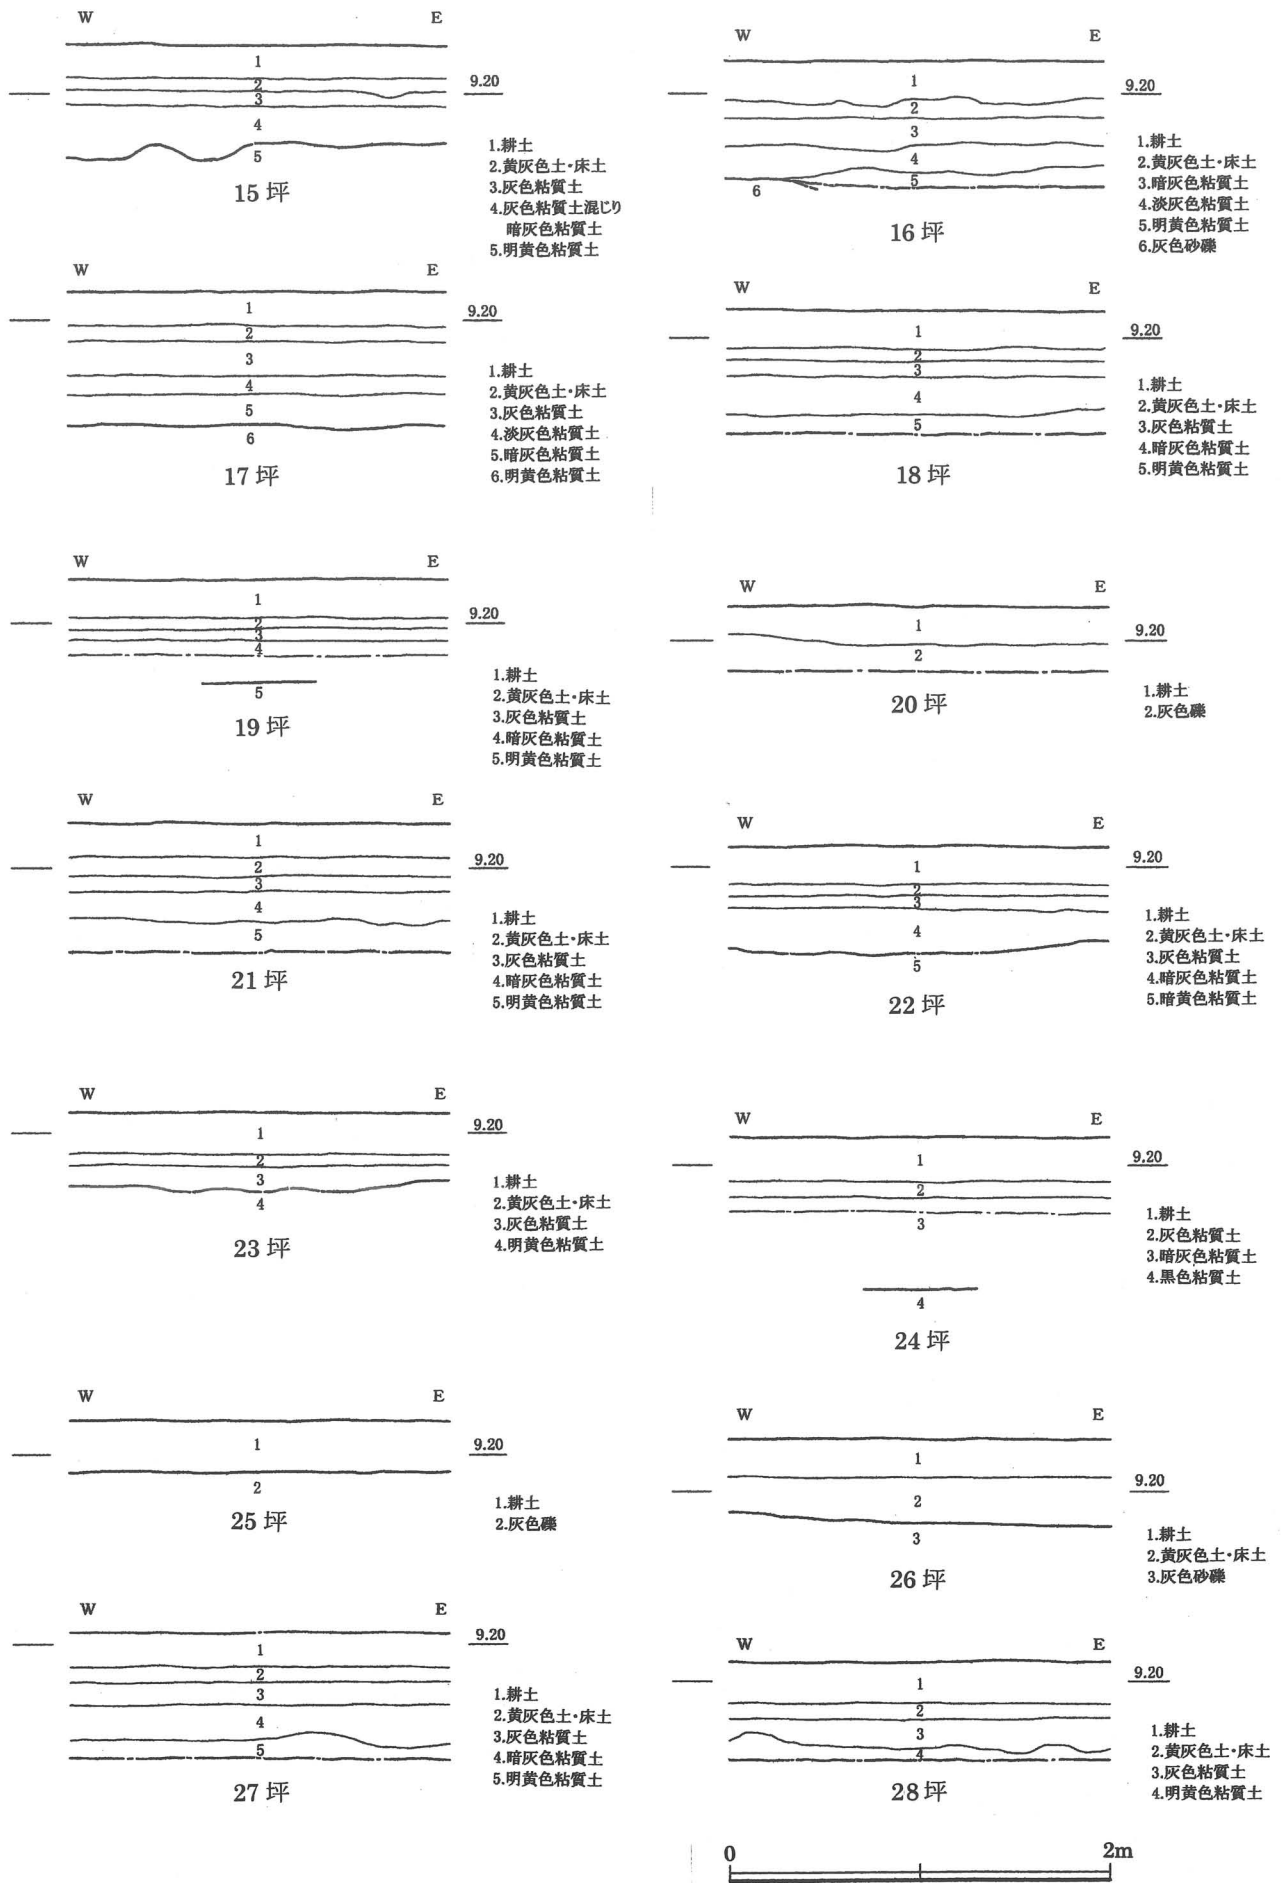 W E
1
2
3
4
5
9.20
15 坪
1.耕土
2.黄灰色土・床土
3.灰色粘質土
4.灰色粘質土混じり
暗灰色粘質土
5.明黄色粘質土
W E
1
2
3
4
5
6
9.20
16 坪
1.耕土
2.黄灰色土・床土
3.暗灰色粘質土
4.淡灰色粘質土
5.明黄色粘質土
6.灰色砂礫
W E
1
2
3
4
5
6
9.20
17 坪
1.耕土
2.黄灰色土・床土
3.灰色粘質土
4.淡灰色粘質土
5.暗灰色粘質土
6.明黄色粘質土
W E
1
2
3
4
5
9.20
18 坪
1.耕土
2.黄灰色土・床土
3.灰色粘質土
4.暗灰色粘質土
5.明黄色粘質土
W E
1
2
3
4
5
9.20
19 坪
1.耕土
2.黄灰色土・床土
3.灰色粘質土
4.暗灰色粘質土
5.明黄色粘質土
W E
1
2
9.20
20 坪
1.耕土
2.灰色礫
W E
1
2
3
4
5
9.20
21 坪
1.耕土
2.黄灰色土・床土
3.灰色粘質土
4.暗灰色粘質土
5.明黄色粘質土
W E
1
2
3
4
5
9.20
22 坪
1.耕土
2.黄灰色土・床土
3.灰色粘質土
4.暗灰色粘質土
5.暗黄色粘質土
W E
1
2
3
4
9.20
23 坪
1.耕土
2.黄灰色土・床土
3.灰色粘質土
4.明黄色粘質土
W E
1
2
3
4
9.20
24 坪
1.耕土
2.灰色粘質土
3.暗灰色粘質土
4.黒色粘質土
W E
1
2
9.20
25 坪
1.耕土
2.灰色礫
W E
1
2
3
9.20
26 坪
1.耕土
2.黄灰色土・床土
3.灰色砂礫
W E
1
2
3
4
5
9.20
27 坪
1.耕土
2.黄灰色土・床土
3.灰色粘質土
4.暗灰色粘質土
5.明黄色粘質土
W E
1
2
3
4
9.20
28 坪
1.耕土
2.黄灰色土・床土
3.灰色粘質土
4.明黄色粘質土
0 2m